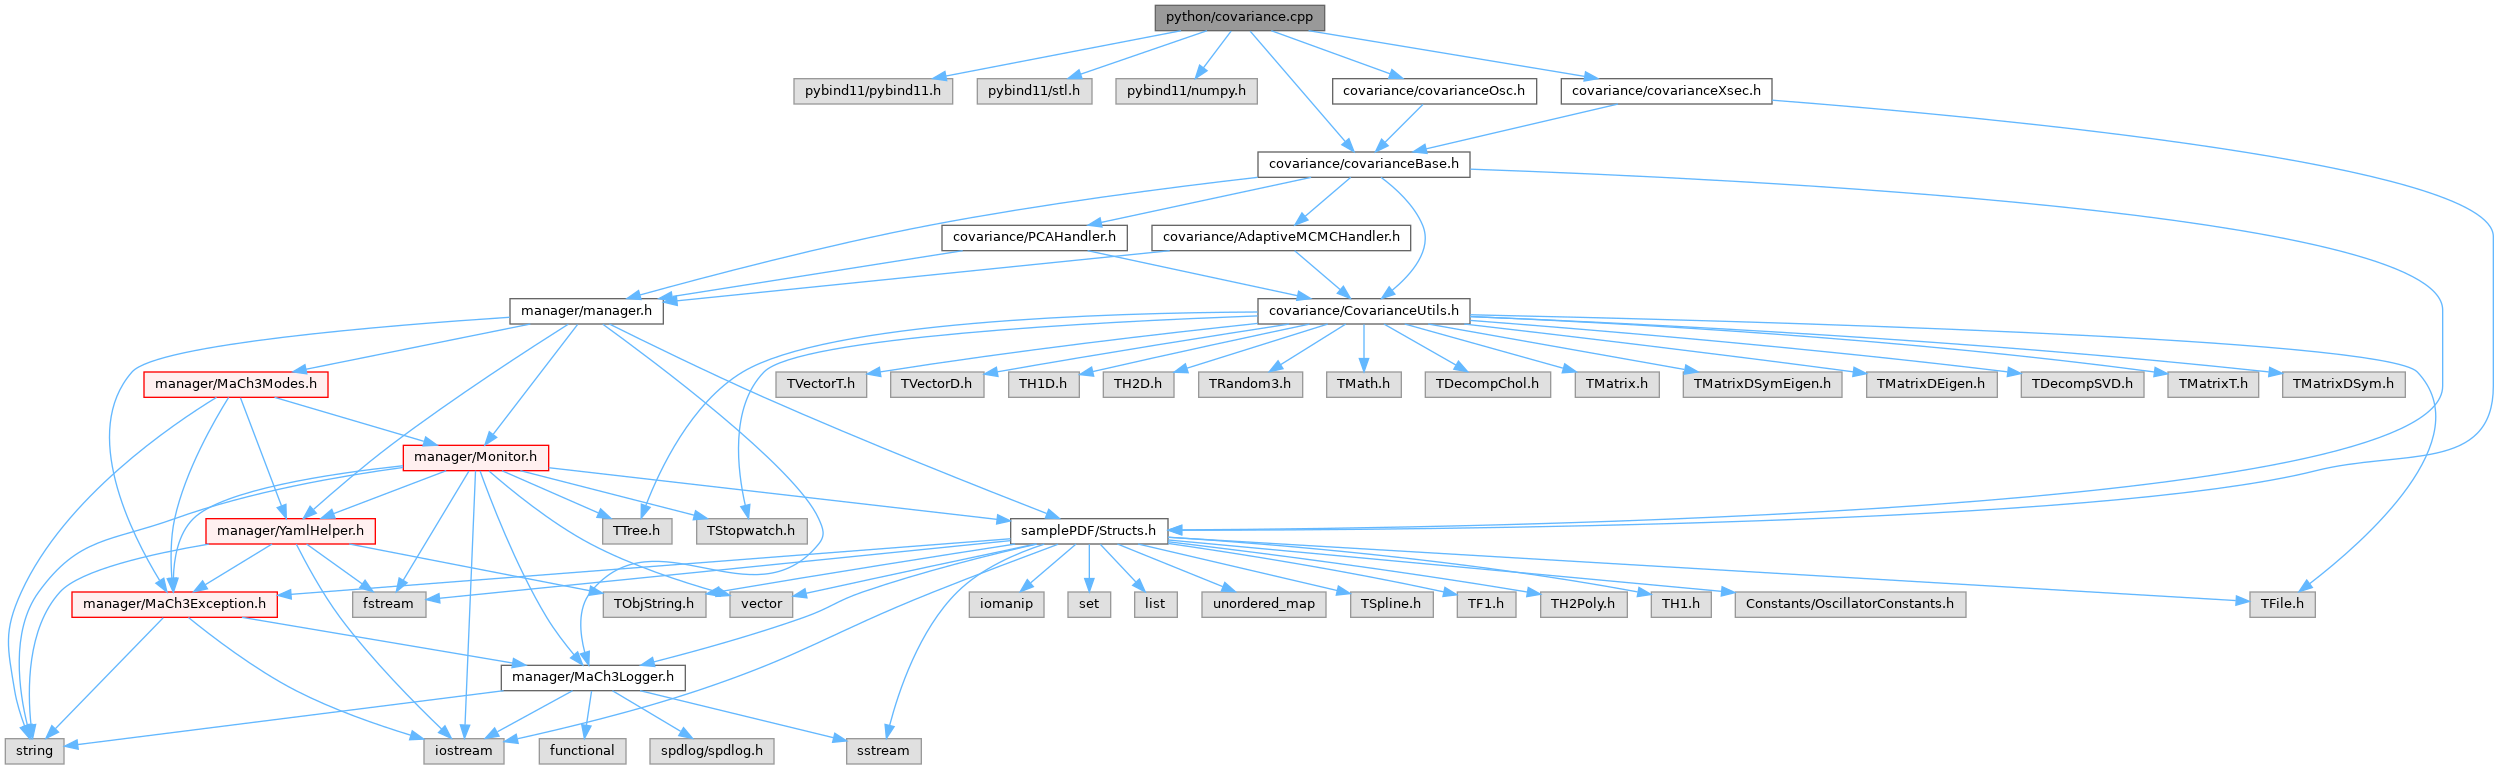 python/covariance.cpp
pybind11/pybind11.h
pybind11/stl.h
pybind11/numpy.h
covariance/covarianceOsc.h
covariance/covarianceXsec.h
covariance/covarianceBase.h
covariance/PCAHandler.h
covariance/AdaptiveMCMCHandler.h
manager/manager.h
covariance/CovarianceUtils.h
manager/MaCh3Modes.h
TVectorT.h
TVectorD.h
TH1D.h
TH2D.h
TRandom3.h
TMath.h
TDecompChol.h
TMatrix.h
TMatrixDSymEigen.h
TMatrixDEigen.h
TDecompSVD.h
TMatrixT.h
TMatrixDSym.h
manager/Monitor.h
manager/YamlHelper.h
TTree.h
TStopwatch.h
samplePDF/Structs.h
manager/MaCh3Exception.h
fstream
TObjString.h
vector
iomanip
set
list
unordered_map
TSpline.h
TF1.h
TH2Poly.h
TH1.h
Constants/OscillatorConstants.h
TFile.h
manager/MaCh3Logger.h
string
iostream
functional
spdlog/spdlog.h
sstream